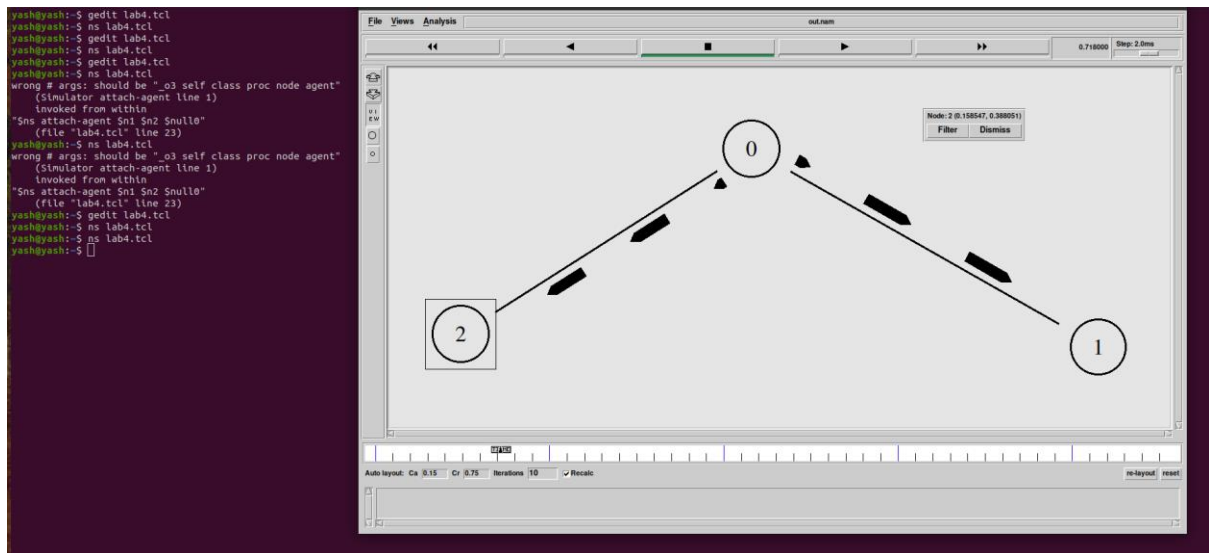 yash@yash:~$ gedit lab4.tcl
yash@yash:~$ ns lab4.tcl
yash@yash:~$ gedit lab4.tcl
yash@yash:~$ ns lab4.tcl
yash@yash:~$ gedit lab4.tcl
yash@yash:~$ ns lab4.tcl
wrong # args: should be "_o3 self class proc node agent"
    (Simulator attach-agent line 1)
    invoked from within
"$ns attach-agent $n1 $n2 $null0"
    (file "lab4.tcl" line 23)
yash@yash:~$ ns lab4.tcl
wrong # args: should be "_o3 self class proc node agent"
    (Simulator attach-agent line 1)
    invoked from within
"$ns attach-agent $n1 $n2 $null0"
    (file "lab4.tcl" line 23)
yash@yash:~$ gedit lab4.tcl
yash@yash:~$ ns lab4.tcl
yash@yash:~$ ns lab4.tcl
yash@yash:~$
File Views Analysis out.nam
0.718000 Step: 2.0ms
V I
E W
Node: 2 (0.158547, 0.388051)
Filter Dismiss
0
2
1
Auto layout: Ca 0.15 Cr 0.75 Iterations 10 Recalc re-layout reset